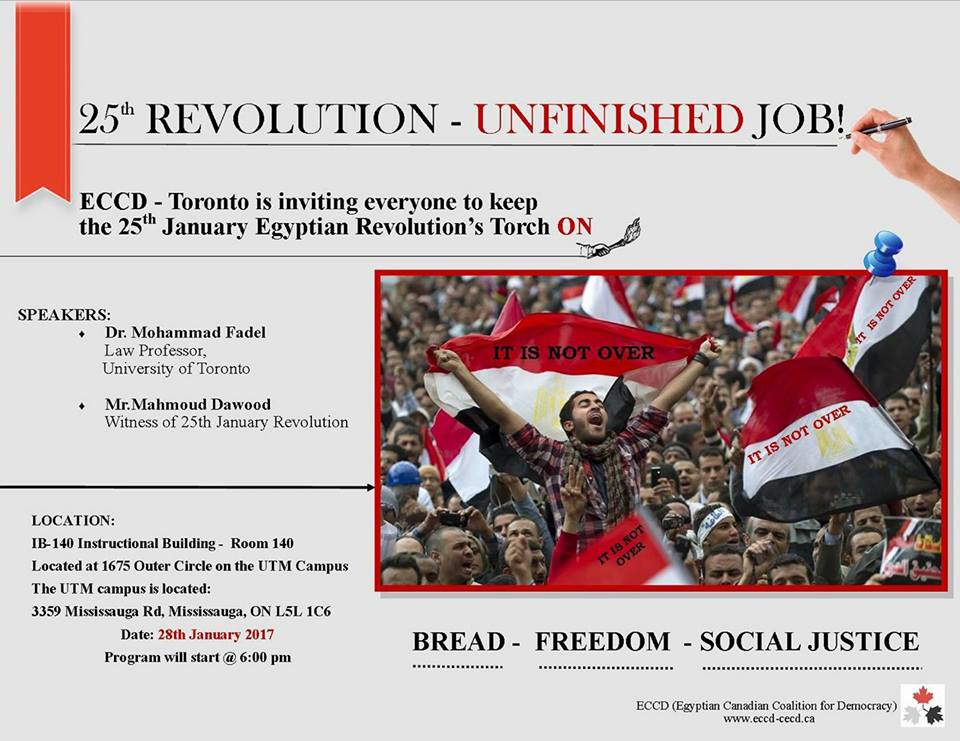 25th REVOLUTION - UNFINISHED JOB!
ECCD - Toronto is inviting everyone to keep
the 25th January Egyptian Revolution's Torch ON
SPEAKERS:
♦ Dr. Mohammad Fadel
Law Professor,
University of Toronto
♦ Mr.Mahmoud Dawood
Witness of 25th January Revolution
IT IS NOT OVER
IT IS NOT OVER
IT IS NOT OVER
IT IS NOT
OVER
LOCATION:
IB-140 Instructional Building - Room 140
Located at 1675 Outer Circle on the UTM Campus
The UTM campus is located:
3359 Mississauga Rd, Mississauga, ON L5L 1C6
Date: 28th January 2017
Program will start @ 6:00 pm
BREAD - FREEDOM - SOCIAL JUSTICE
ECCD (Egyptian Canadian Coalition for Democracy)
www.eccd-cecd.ca